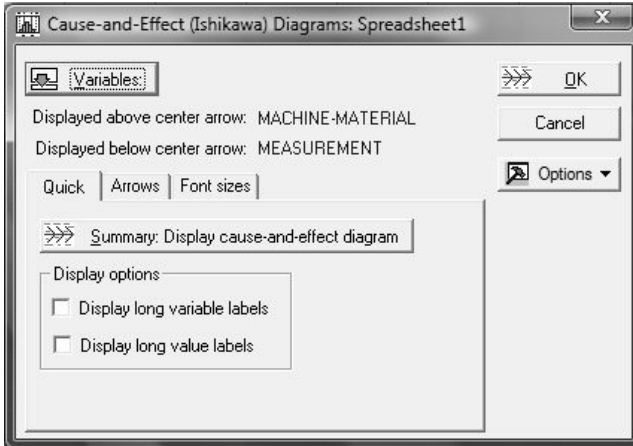 Cause-and-Effect (Ishikawa) Diagrams: Spreadsheet1
Variables:
OK
Displayed above center arrow: MACHINE-MATERIAL
Cancel
Displayed below center arrow: MEASUREMENT
Options
Quick Arrows Font sizes
Summary: Display cause-and-effect diagram
Display options
Display long variable labels
Display long value labels